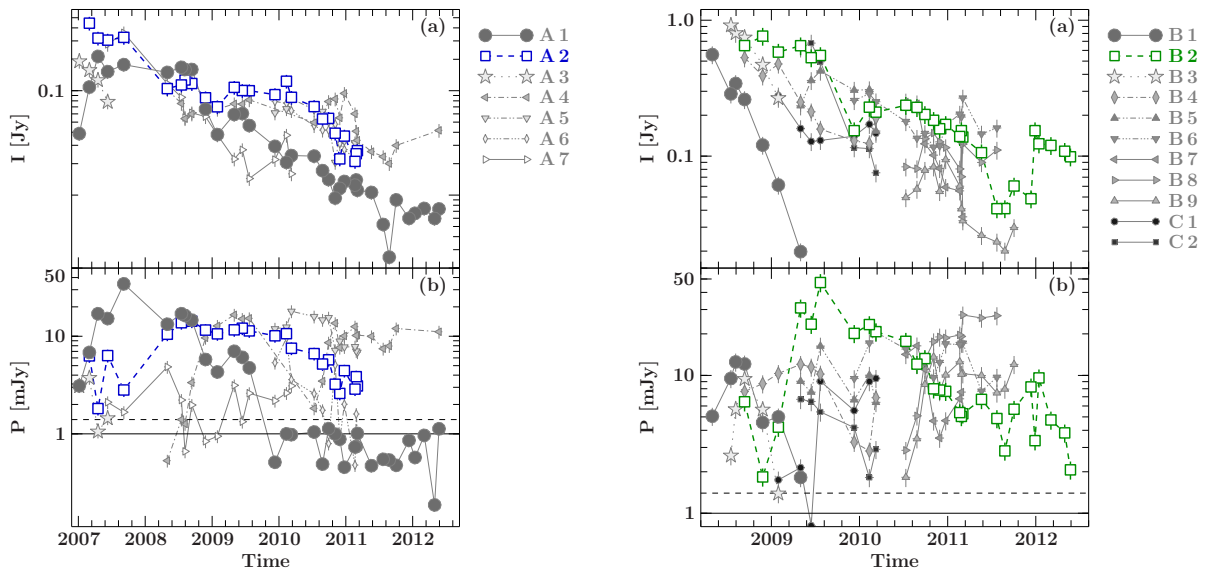 (a)
I [Jy]
0.1
A 1
A 2
A 3
A 4
A 5
A 6
A 7
(b)
P [mJy]
50
10
1
2007 2008 2009 2010 2011 2012
Time
(a)
I [Jy]
1.0
0.1
B 1
B 2
B 3
B 4
B 5
B 6
B 7
B 8
B 9
C 1
C 2
(b)
P [mJy]
50
10
1
2009 2010 2011 2012
Time